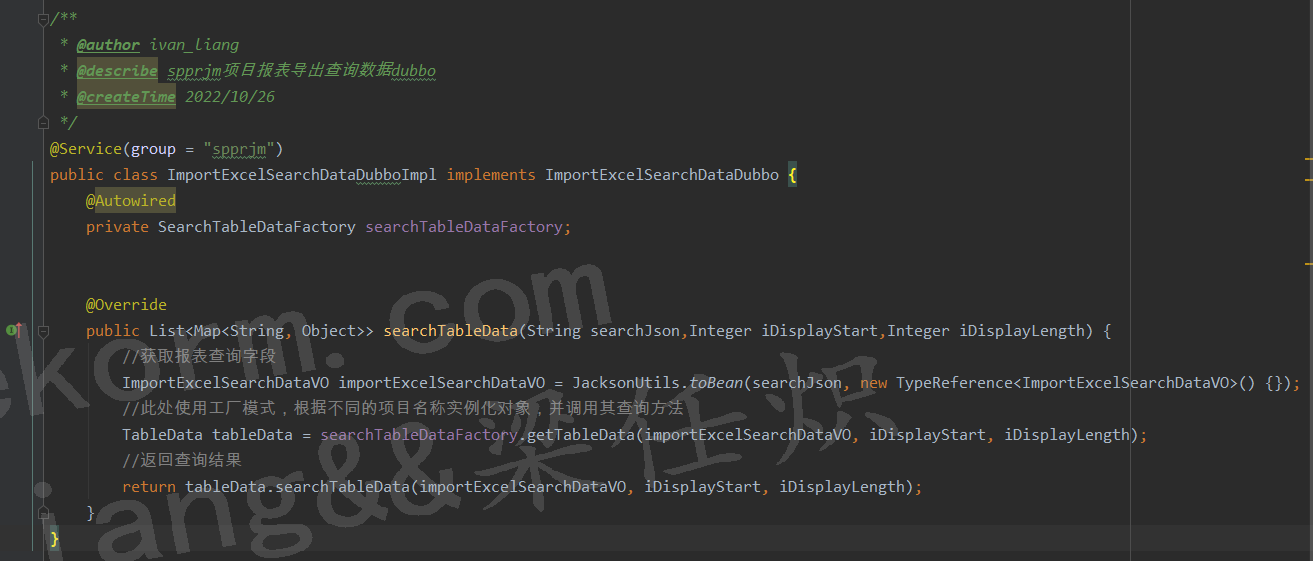 /**
 * @author ivan_liang
 * @describe spprjm项目报表导出查询数据dubbo
 * @createTime 2022/10/26
 */
@Service(group = "spprjm")
public class ImportExcelSearchDataDubboImpl implements ImportExcelSearchDataDubbo {
@Autowired
private SearchTableDataFactory searchTableDataFactory;
@Override
public List<Map<String, Object>> searchTableData(String searchJson,Integer iDisplayStart,Integer iDisplayLength) {
//获取报表查询字段
ImportExcelSearchDataVO importExcelSearchDataVO = JacksonUtils.toBean(searchJson, new TypeReference<ImportExcelSearchDataVO>() {});
//此处使用工厂模式，根据不同的项目名称实例化对象，并调用其查询方法
TableData tableData = searchTableDataFactory.getTableData(importExcelSearchDataVO, iDisplayStart, iDisplayLength);
//返回查询结果
return tableData.searchTableData(importExcelSearchDataVO, iDisplayStart, iDisplayLength);
}
}
ekorm.com
iang&&梁任炽